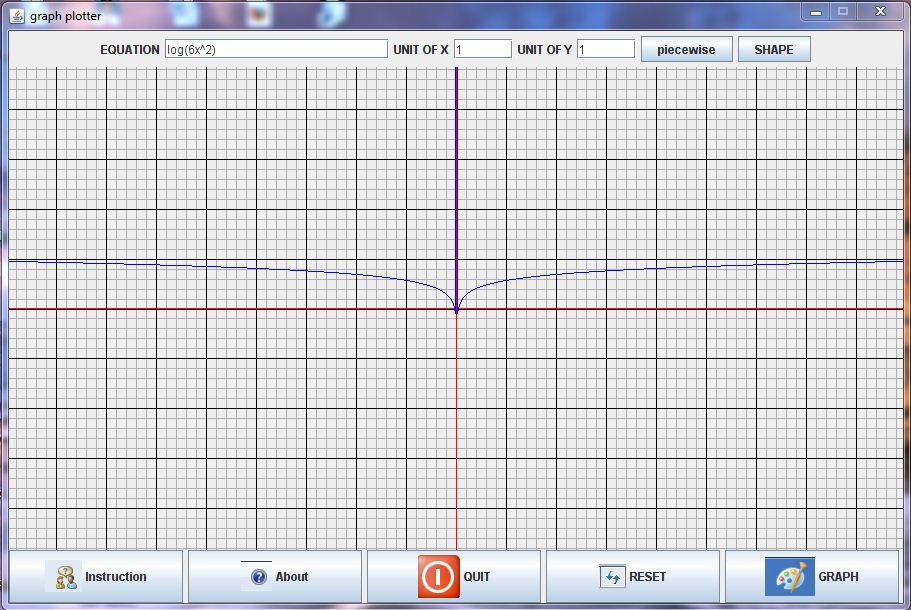 graph plotter
EQUATION log(6x^2) UNIT OF X 1 UNIT OF Y 1 piecewise SHAPE
Instruction About QUIT RESET GRAPH